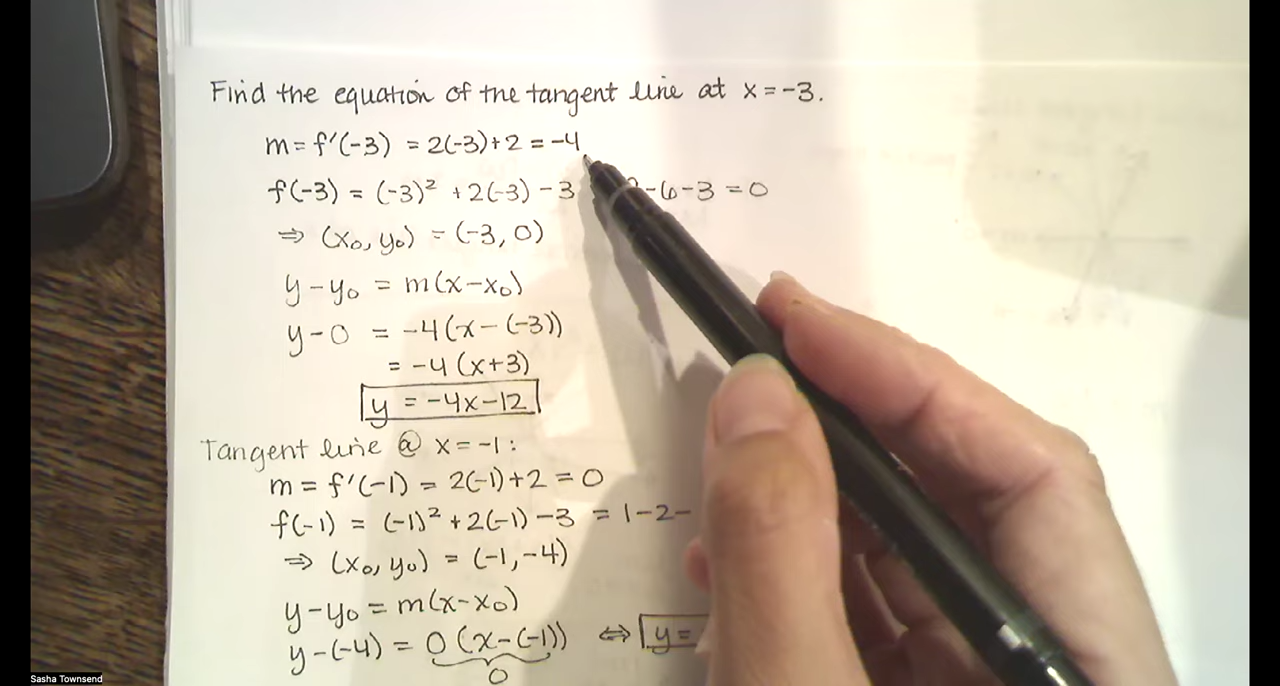 Find the equation of the tangent line at x = -3.
m = f'(-3) = 2(-3)+2 = -4
f(-3) = (-3)² + 2(-3) - 3 -6-3 = 0
⇒ (x₀, y₀) = (-3, 0)
y-y₀ = m(x-x₀)
y-0 = -4(x-(-3))
= -4(x+3)
y = -4x-12
Tangent line @ x = -1:
m = f'(-1) = 2(-1)+2 = 0
f(-1) = (-1)² + 2(-1) - 3 = 1-2-
⇒ (x₀, y₀) = (-1, -4)
y-y₀ = m(x-x₀)
y-(-4) = 0(x-(-1)) ⇔ y =
0
Sasha Townsend